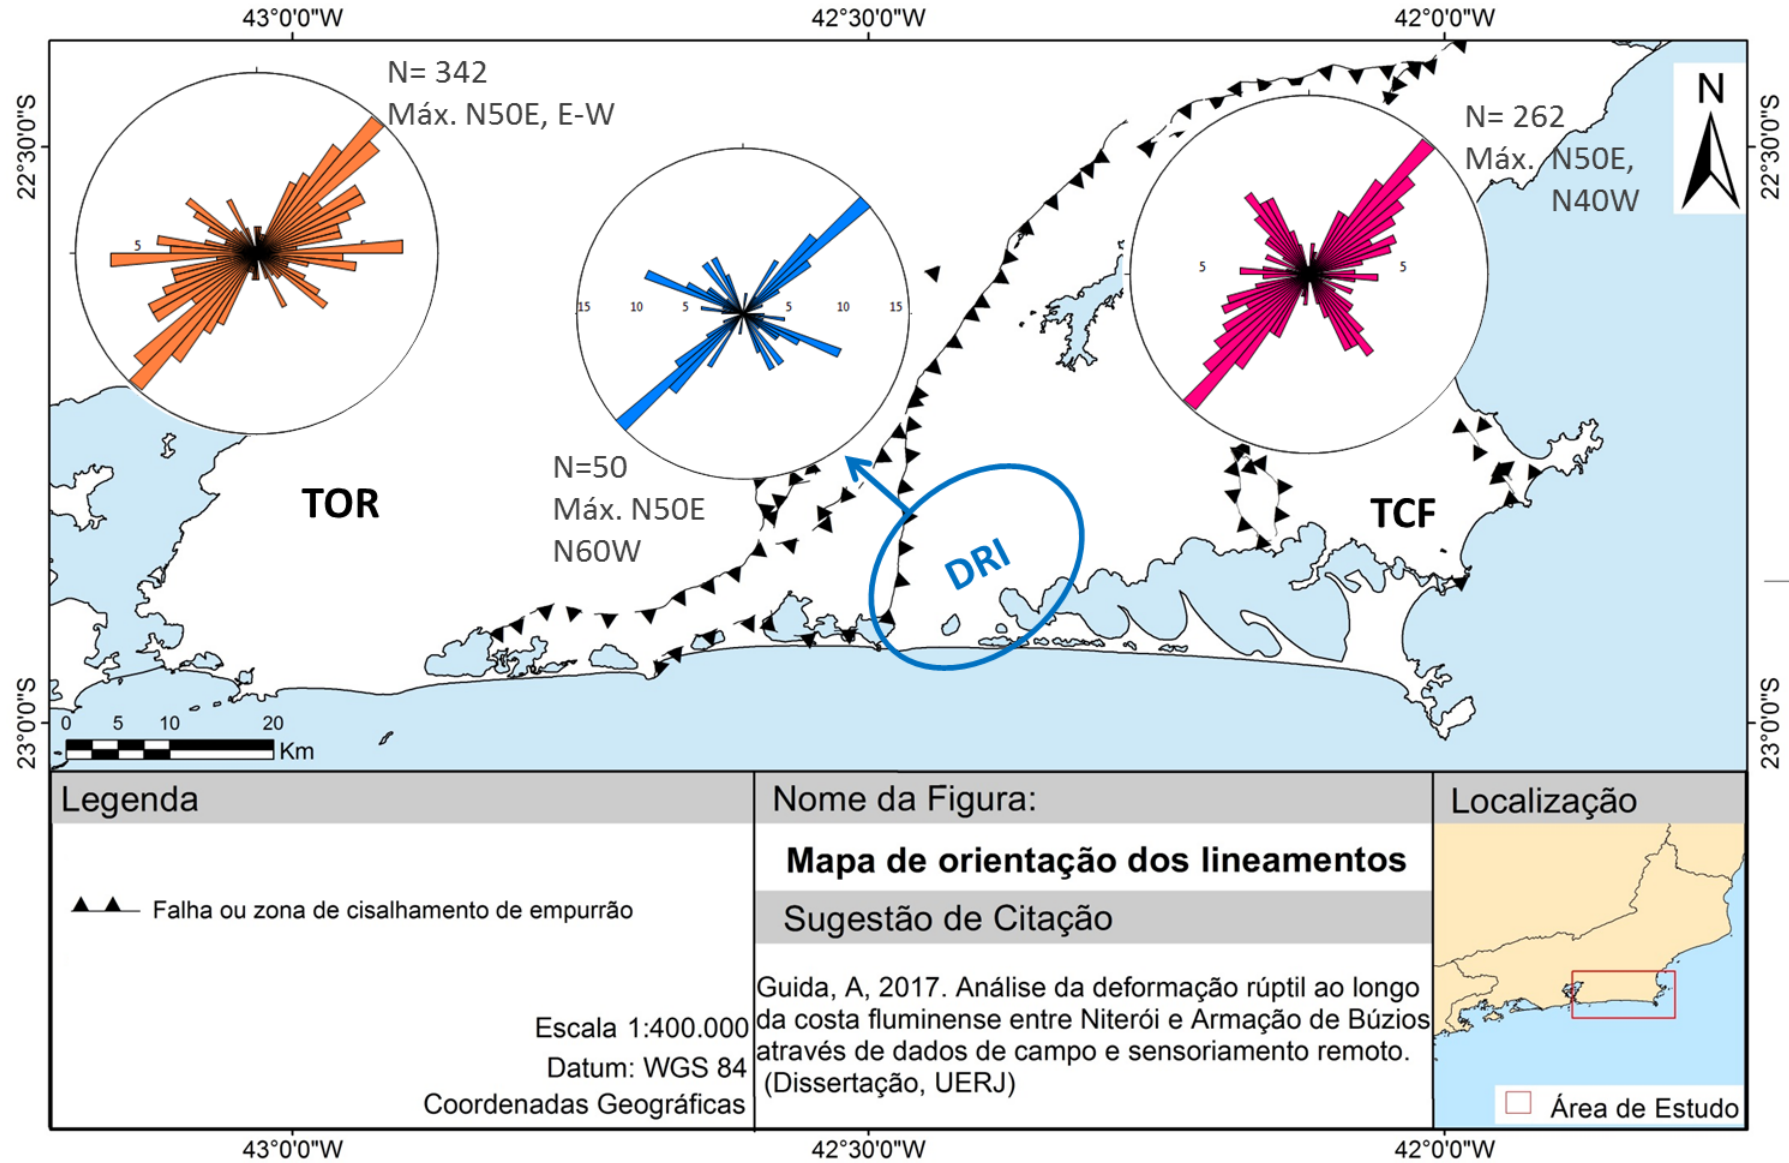 43°0'0"W
42°30'0"W
42°0'0"W
22°30'0"S
22°30'0"S
N= 342
Máx. N50E, E-W
5
N=50
Máx. N50E
N60W
15
10
5
5
10
15
N= 262
Máx. N50E,
N40W
5
5
N
TOR
DRI
TCF
23°0'0"S
23°0'0"S
0 5 10 20
Km
Legenda
Falha ou zona de cisalhamento de empurrão
Escala 1:400.000
Datum: WGS 84
Coordenadas Geográficas
Nome da Figura:
Mapa de orientação dos lineamentos
Sugestão de Citação
Guida, A, 2017. Análise da deformação rúptil ao longo
da costa fluminense entre Niterói e Armação de Búzios
através de dados de campo e sensoriamento remoto.
(Dissertação, UERJ)
Localização
Área de Estudo
43°0'0"W
42°30'0"W
42°0'0"W